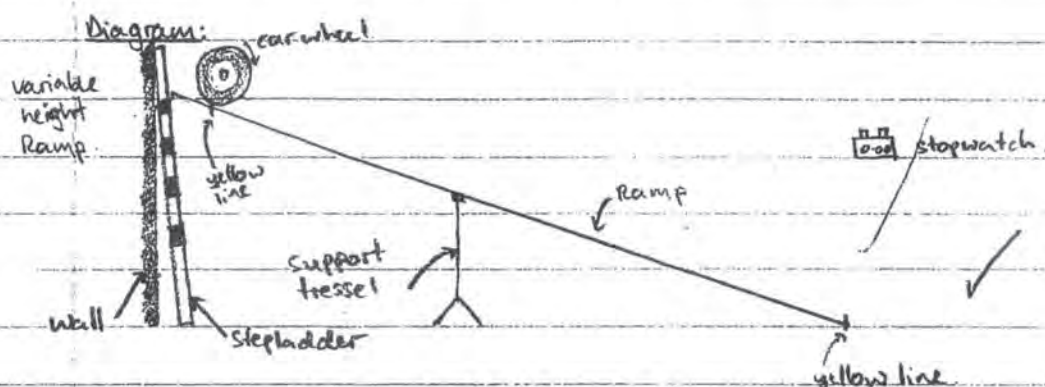 Diagram:
car wheel
variable
height
Ramp
yellow
line
0-00
stopwatch
Ramp
support
tressel
Wall
Stepladder
yellow line